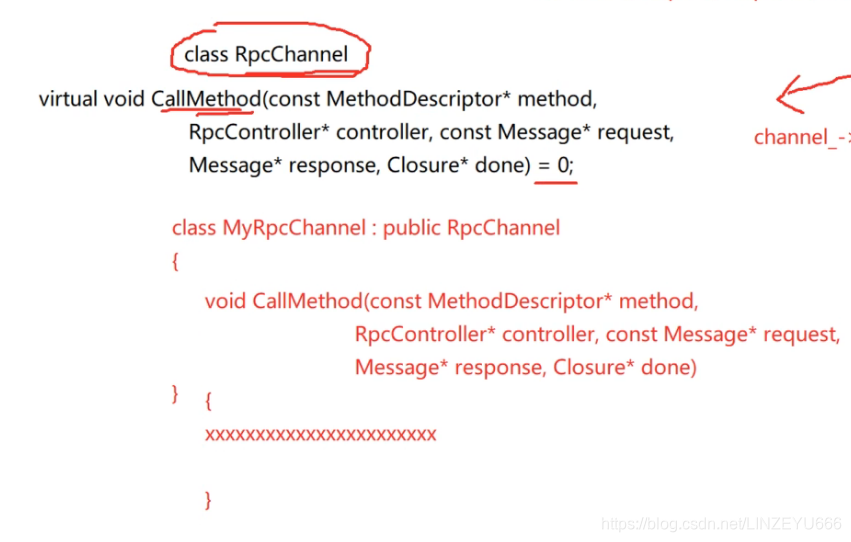 class RpcChannel
virtual void CallMethod(const MethodDescriptor* method,
RpcController* controller, const Message* request,
channel_->
Message* response, Closure* done) = 0;
class MyRpcChannel : public RpcChannel
{
void CallMethod(const MethodDescriptor* method,
RpcController* controller, const Message* request,
Message* response, Closure* done)
} {
xxxxxxxxxxxxxxxxxxxxxxx
}
https://blog.csdn.net/LINZEYU666